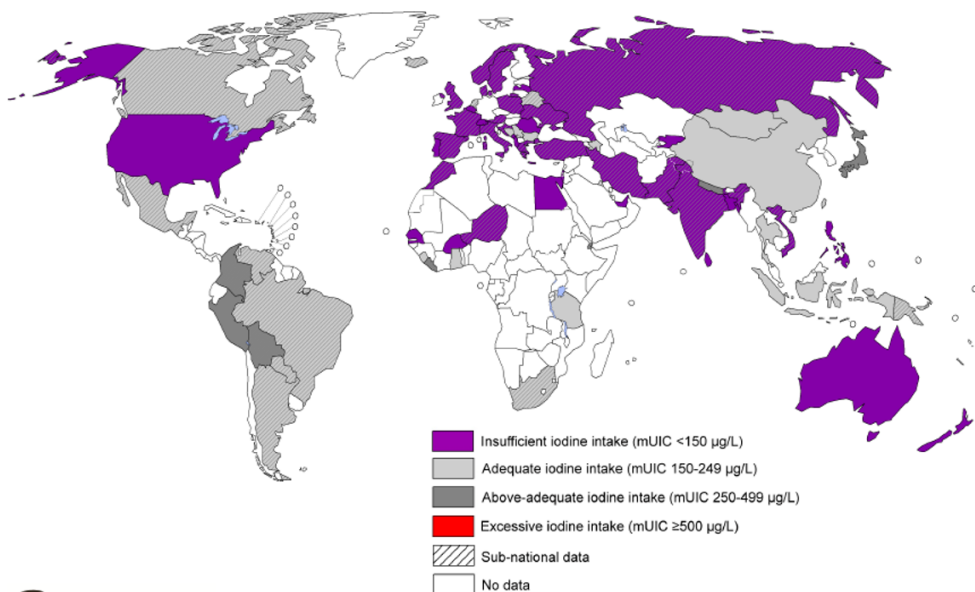 Insufficient iodine intake (mUIC <150 µg/L)
Adequate iodine intake (mUIC 150-249 µg/L)
Above-adequate iodine intake (mUIC 250-499 µg/L)
Excessive iodine intake (mUIC ≥500 µg/L)
Sub-national data
No data